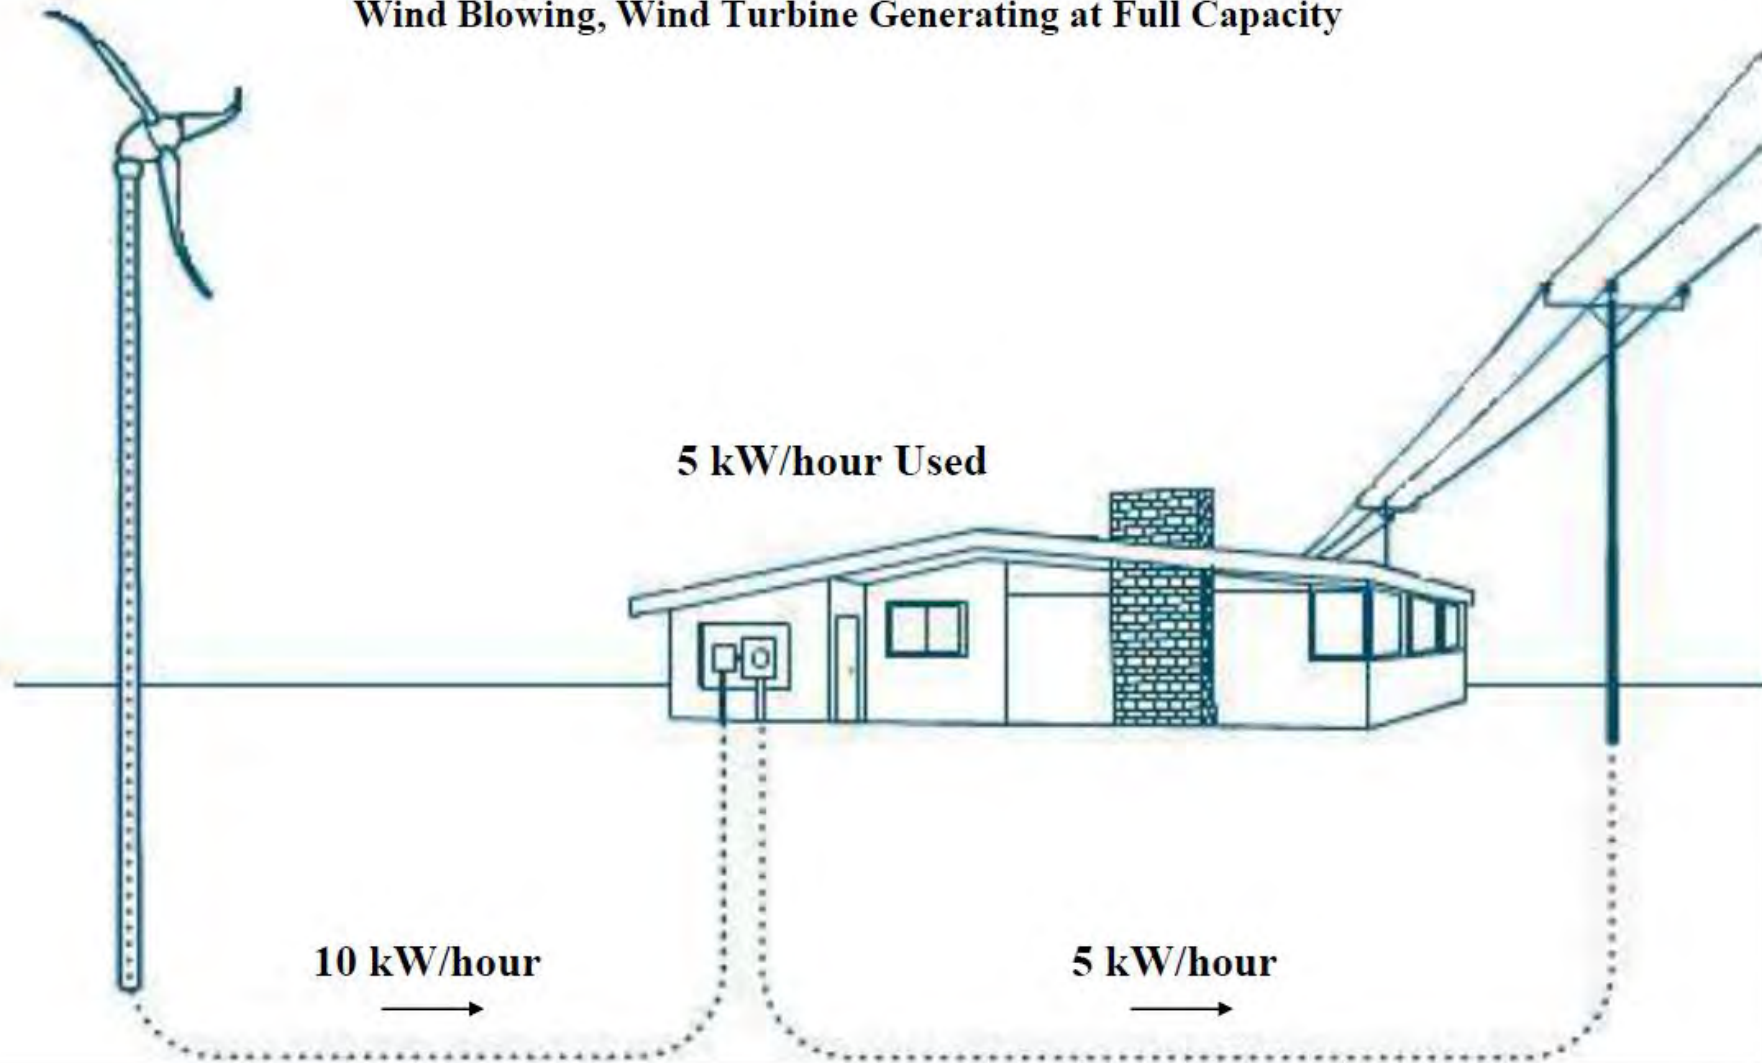 Wind Blowing, Wind Turbine Generating at Full Capacity
5 kW/hour Used
10 kW/hour
5 kW/hour